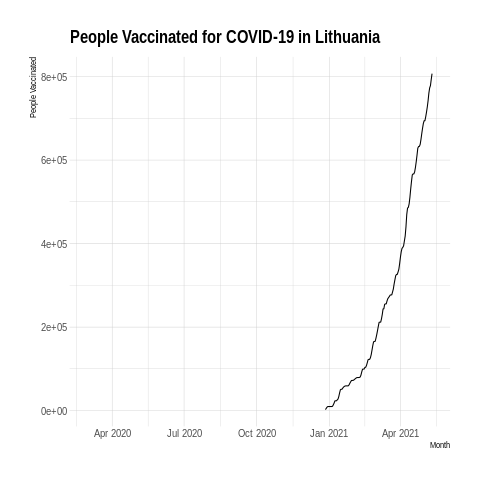 People Vaccinated for COVID-19 in Lithuania
People Vaccinated
8e+05
6e+05
4e+05
2e+05
0e+00
Apr 2020 Jul 2020 Oct 2020 Jan 2021 Apr 2021
Month